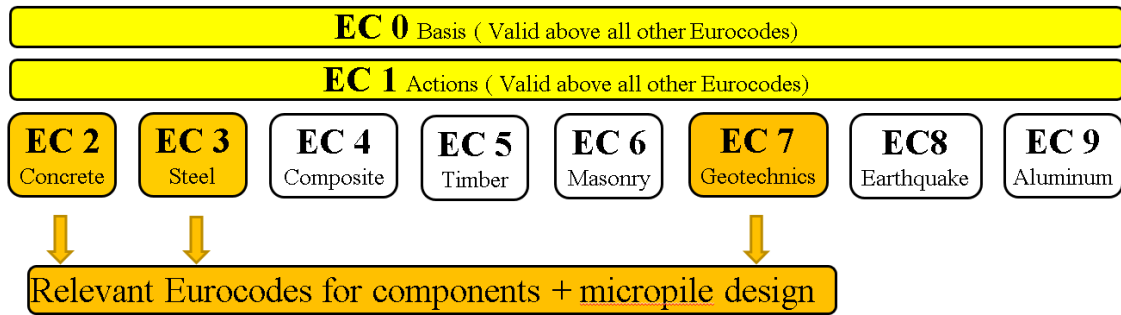 EC 0 Basis ( Valid above all other Eurocodes)
EC 1 Actions ( Valid above all other Eurocodes)
EC 2
Concrete
EC 3
Steel
EC 4
Composite
EC 5
Timber
EC 6
Masonry
EC 7
Geotechnics
EC8
Earthquake
EC 9
Aluminum
Relevant Eurocodes for components + micropile design